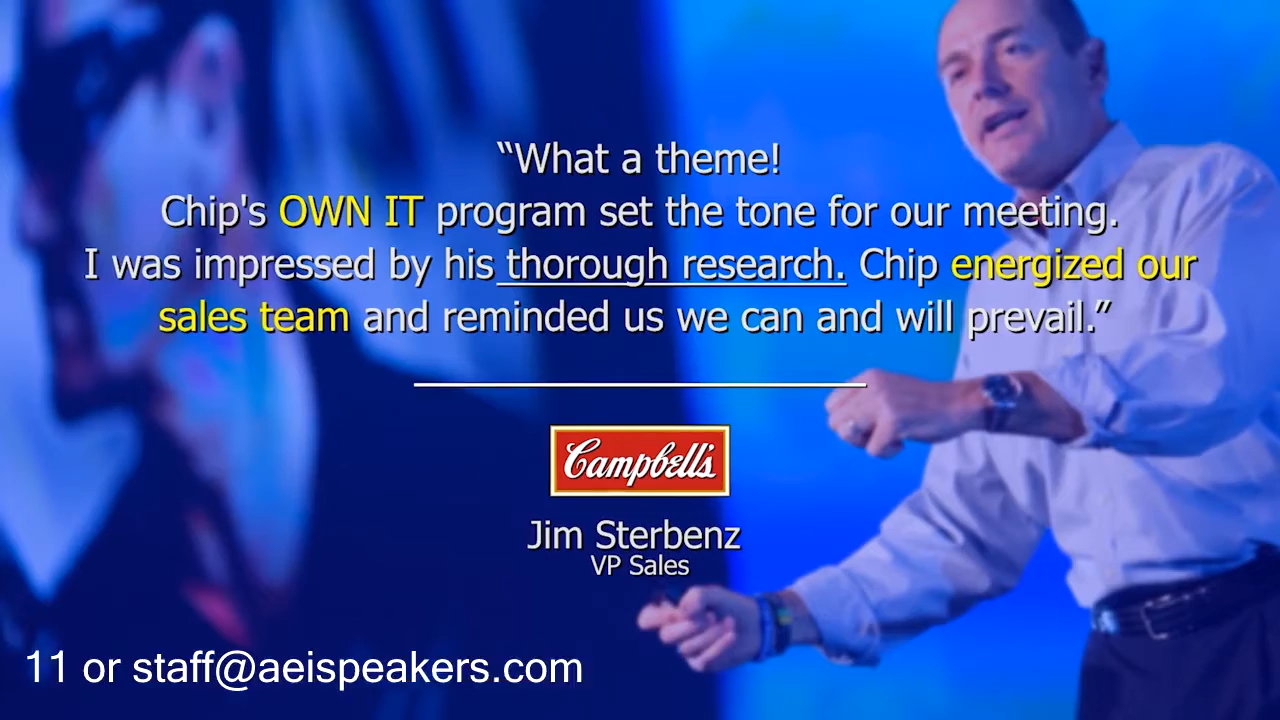 “What a theme!
Chip's OWN IT program set the tone for our meeting.
I was impressed by his thorough research. Chip energized our
sales team and reminded us we can and will prevail.”
Campbell's
Jim Sterbenz
VP Sales
11 or staff@aeispeakers.com